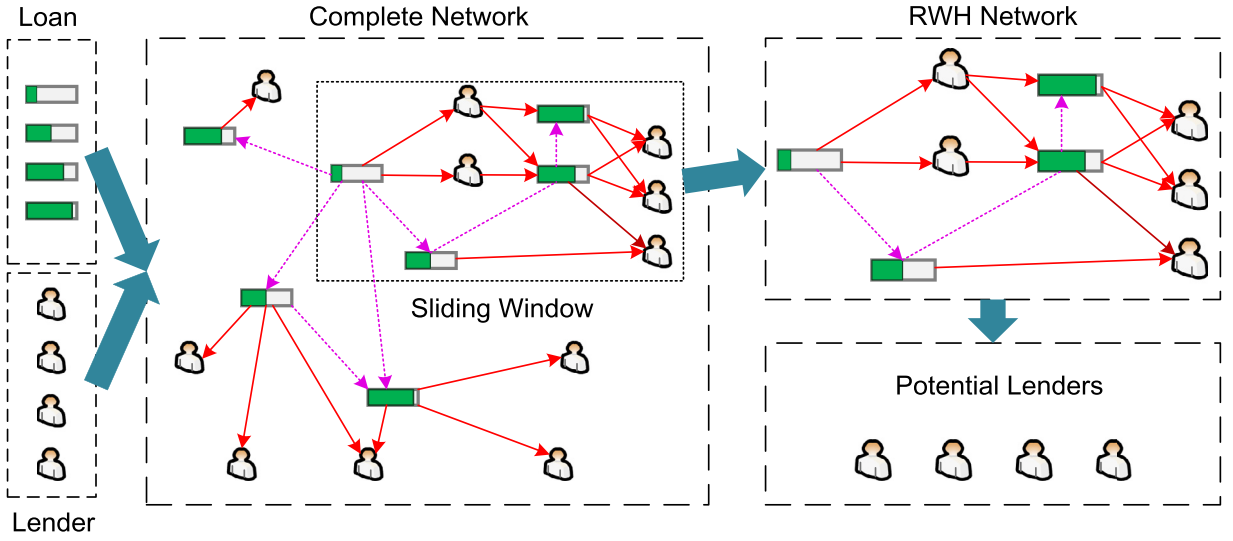 Loan
Complete Network
RWH Network
Sliding Window
Potential Lenders
Lender